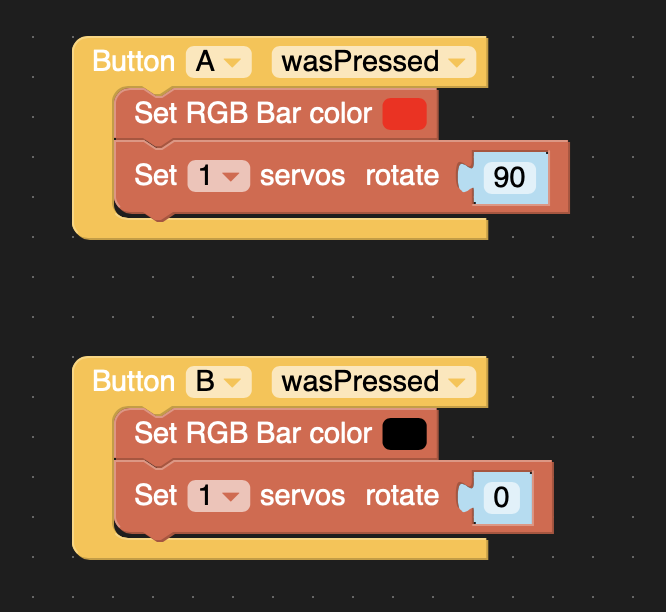 Button A wasPressed
Set RGB Bar color
Set 1 servos rotate 90
Button B wasPressed
Set RGB Bar color
Set 1 servos rotate 0